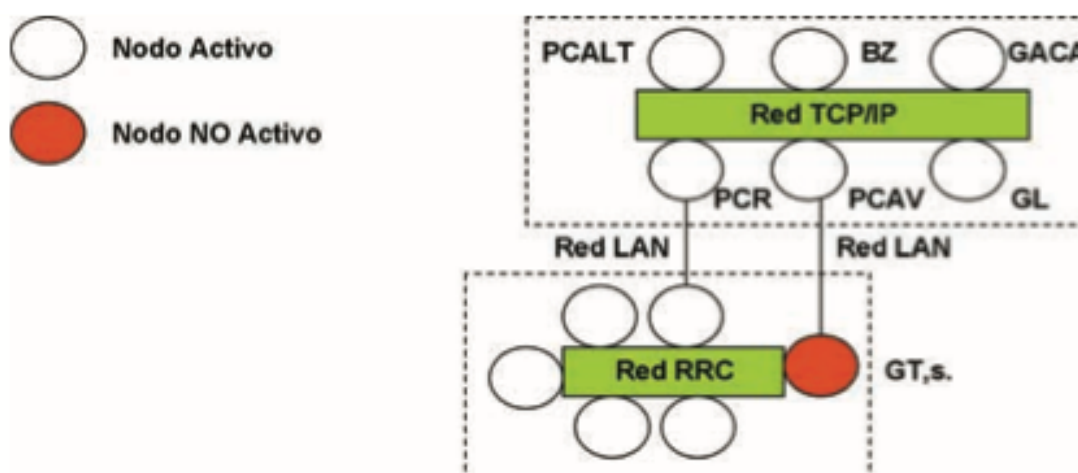 Nodo Activo
Nodo NO Activo
PCALT
BZ
GACA
Red TCP/IP
PCR
PCAV
GL
Red LAN
Red LAN
Red RRC
GT,s.